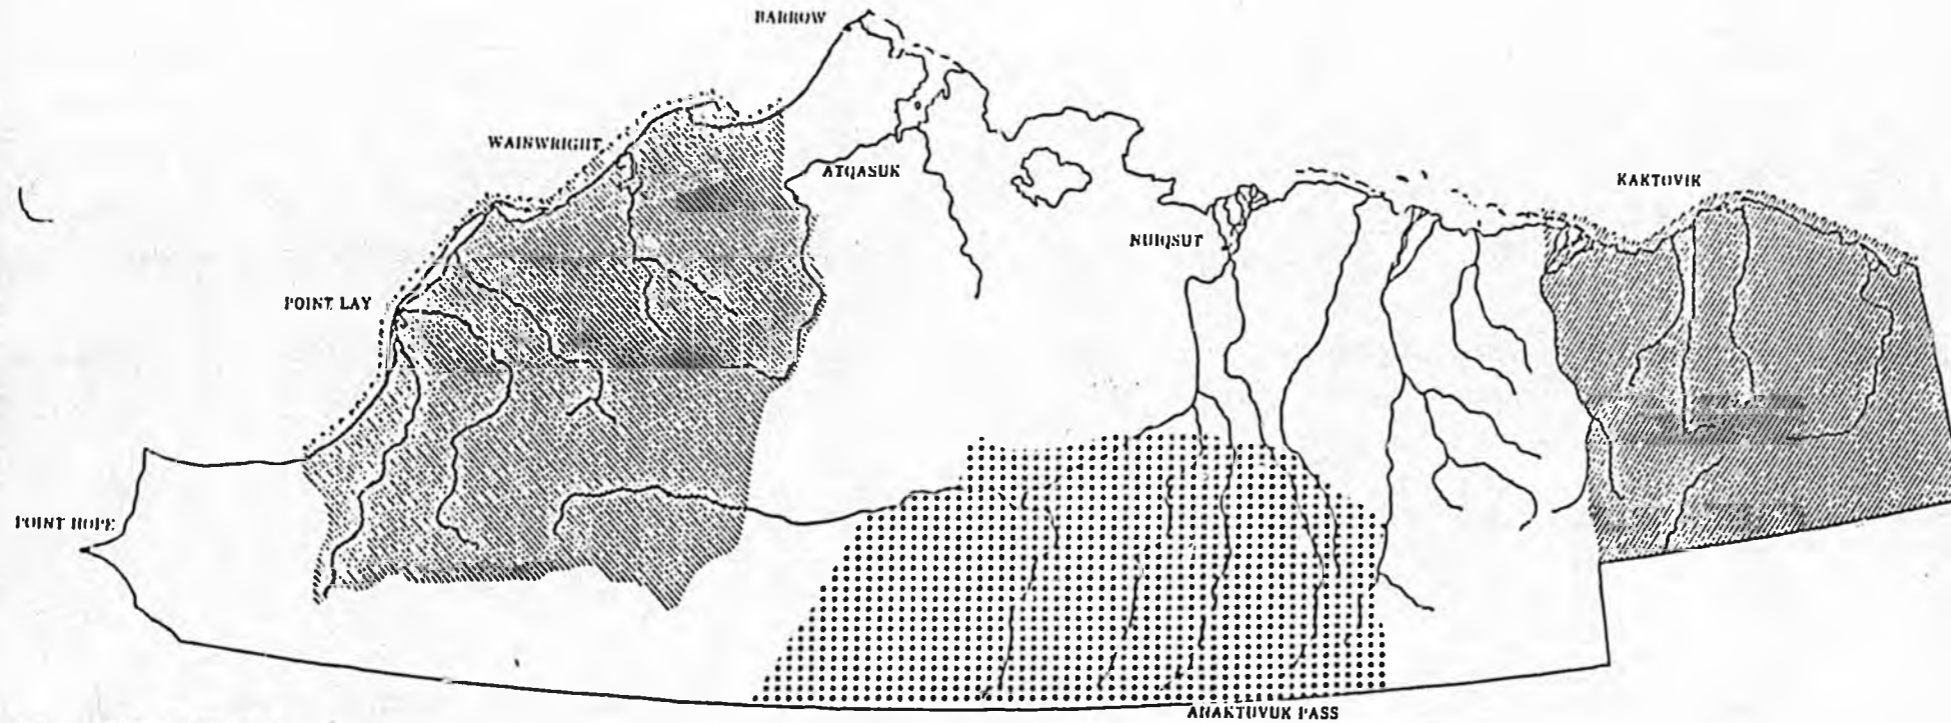 BARROW
WAINWRIGHT
ATQASUK
KAKTOVIK
NUIQSUT
POINT LAY
POINT HOPE
ANAKTUVUK PASS